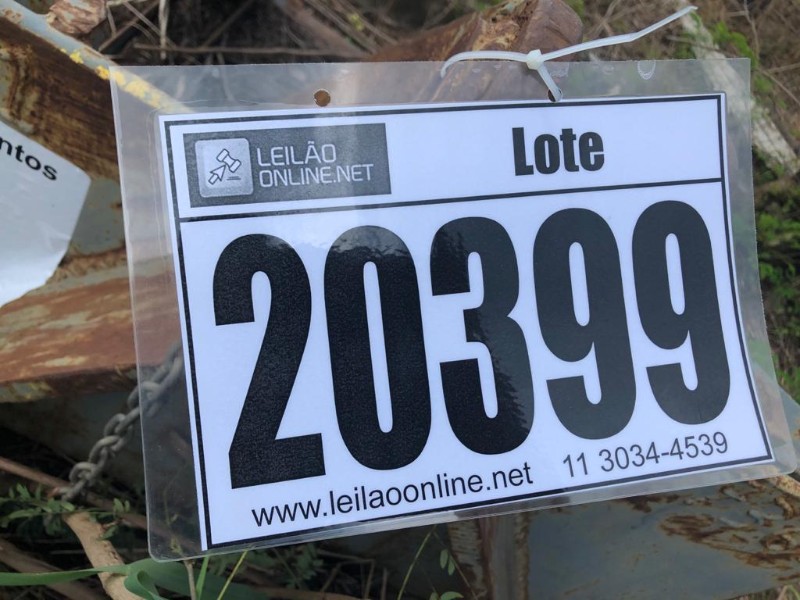 ntos
LEILÃO
ONLINE.NET
Lote
20399
www.leilaoonline.net 11 3034-4539